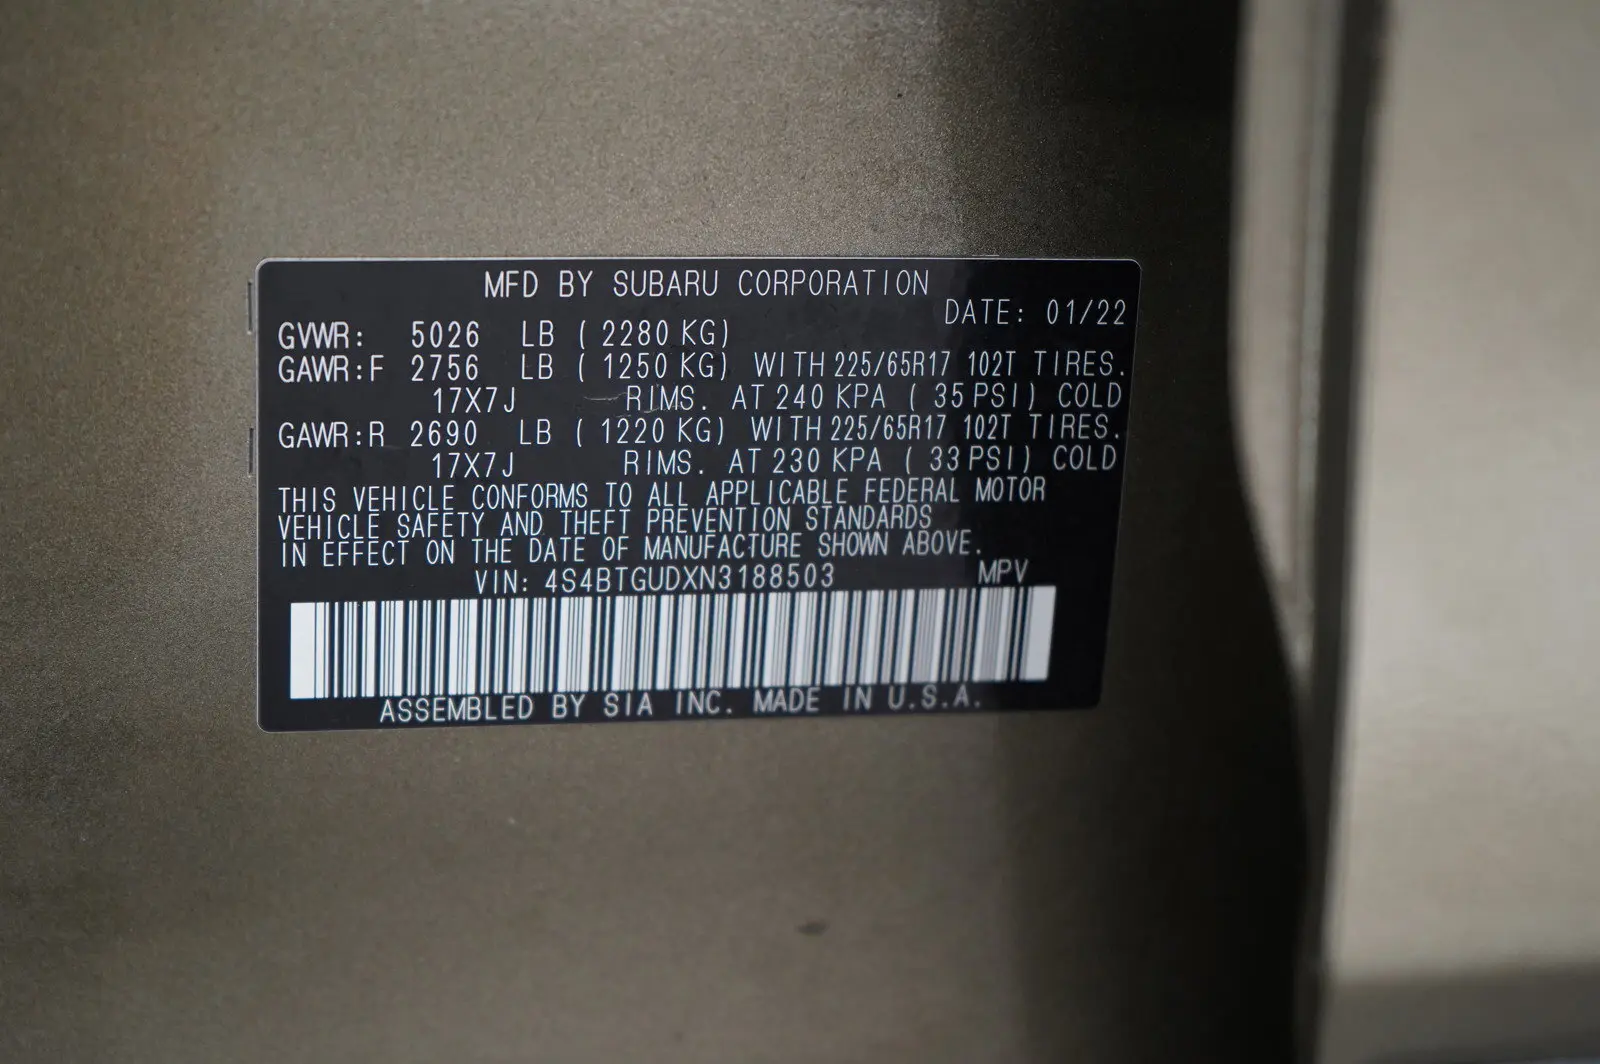 MFD BY SUBARU CORPORATION
DATE: 01/22
GVWR: 5026 LB ( 2280 KG)
GAWR:F 2756 LB ( 1250 KG) WITH 225/65R17 102T TIRES.
17X7J RIMS. AT 240 KPA ( 35 PSI) COLD
GAWR:R 2690 LB ( 1220 KG) WITH 225/65R17 102T TIRES.
17X7J RIMS. AT 230 KPA ( 33 PSI) COLD
THIS VEHICLE CONFORMS TO ALL APPLICABLE FEDERAL MOTOR
VEHICLE SAFETY AND THEFT PREVENTION STANDARDS
IN EFFECT ON THE DATE OF MANUFACTURE SHOWN ABOVE.
VIN: 4S4BTGUDXN3188503 MPV
ASSEMBLED BY SIA INC. MADE IN U.S.A.